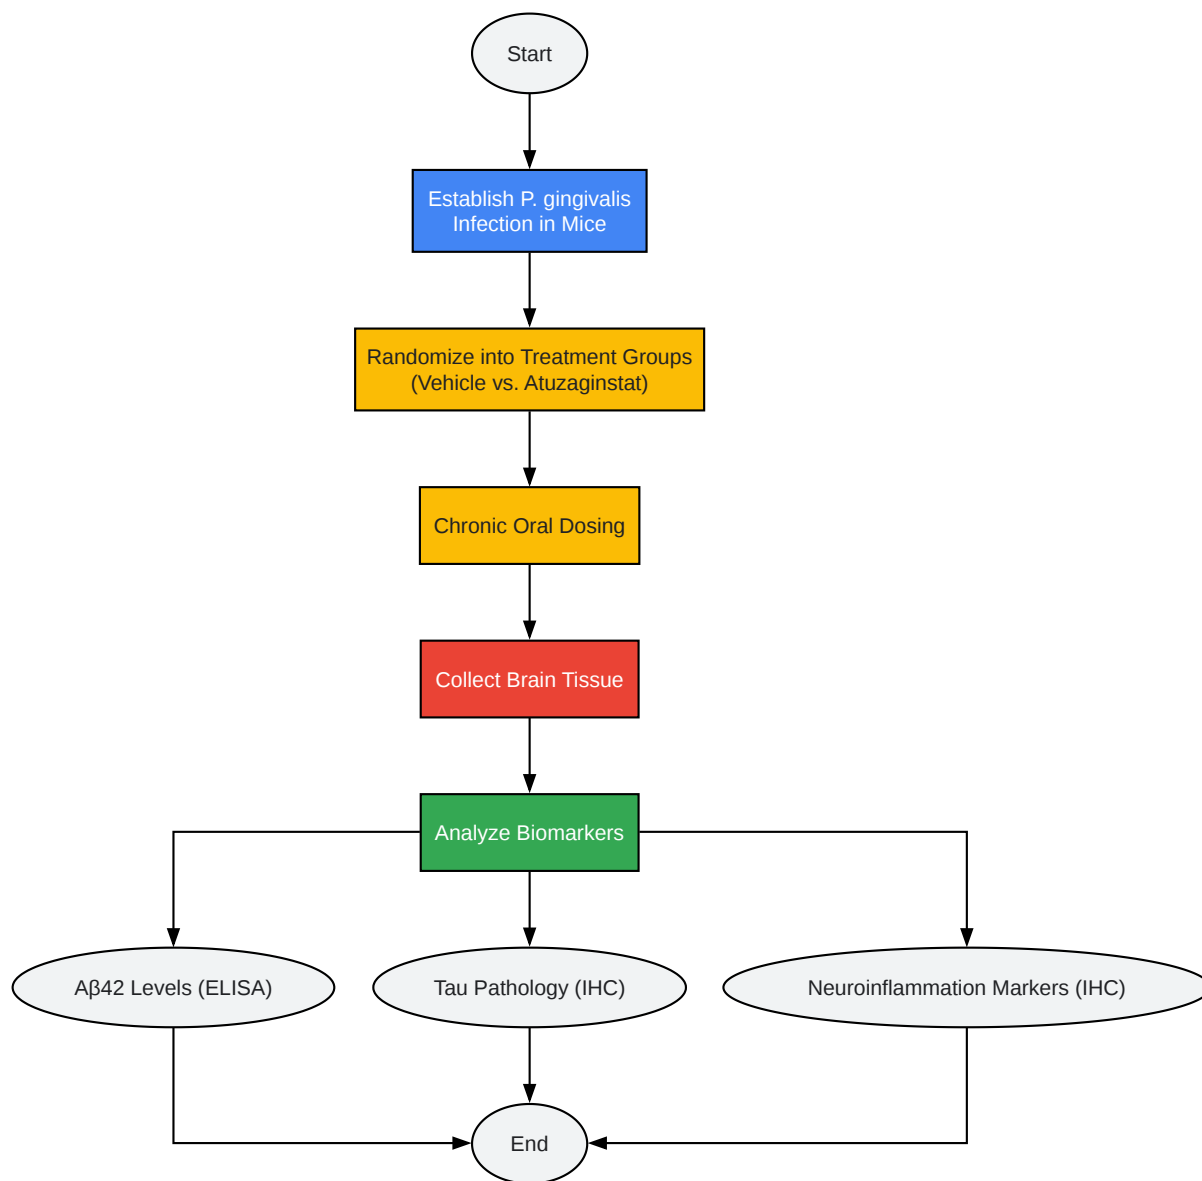 Start
Establish P. gingivalis
Infection in Mice
Randomize into Treatment Groups
(Vehicle vs. Atuzaginstat)
Chronic Oral Dosing
Collect Brain Tissue
Analyze Biomarkers
Aβ42 Levels (ELISA)
Tau Pathology (IHC)
Neuroinflammation Markers (IHC)
End